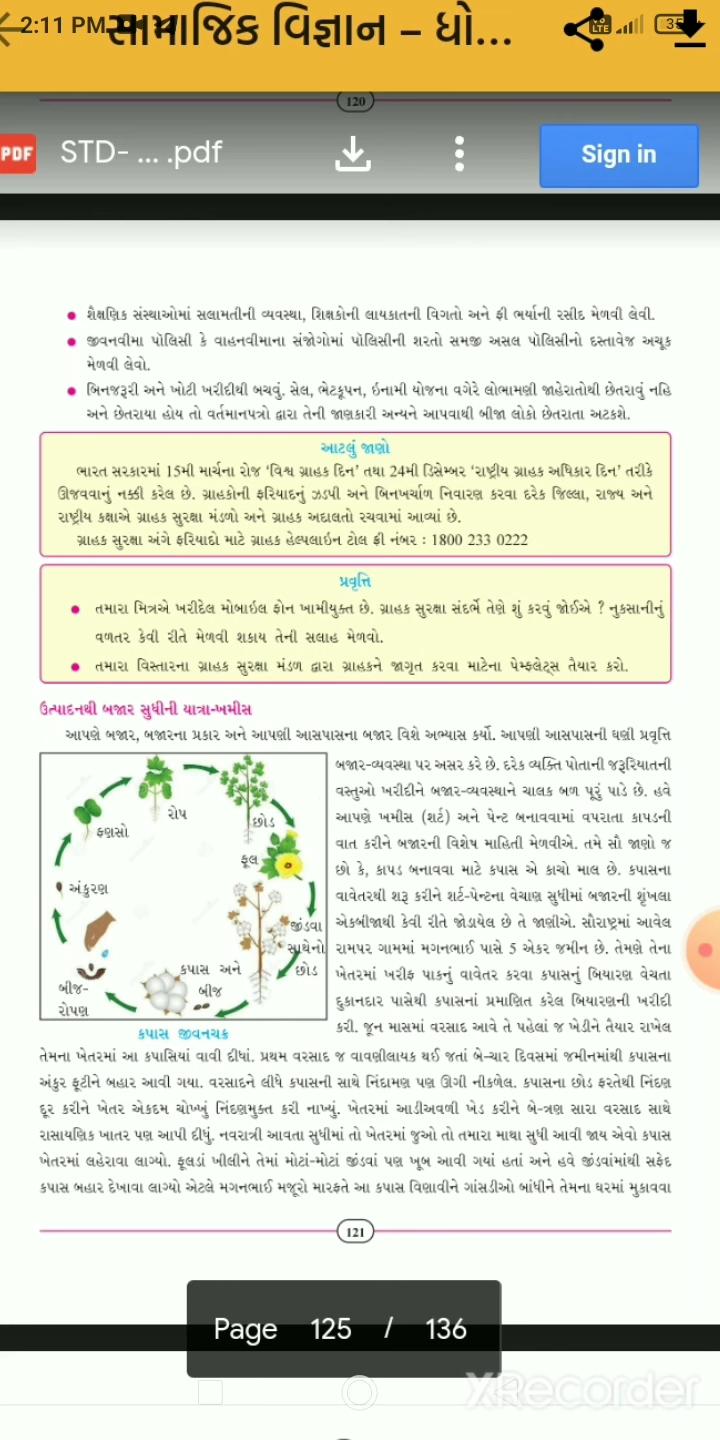 2:11 PM
સામાજિક વિજ્ઞાન – ધો...
LTE
35
120
PDF
STD- ... .pdf
Sign in
શૈક્ષણિક સંસ્થાઓમાં સલામતીની વ્યવસ્થા, શિક્ષકોની લાયકાતની વિગતો અને ફી ભર્યાની રસીદ મેળવી લેવી.
જીવનવીમા પૉલિસી કે વાહનવીમાના સંજોગોમાં પૉલિસીની શરતો સમજી અસલ પૉલિસીનો દસ્તાવેજ અચૂક
મેળવી લેવો.
બિનજરૂરી અને ખોટી ખરીદીથી બચવું. સેલ, ભેટકૂપન, ઇનામી યોજના વગેરે લોભામણી જાહેરાતોથી છેતરાવું નહિ
અને છેતરાયા હોય તો વર્તમાનપત્રો દ્વારા તેની જાણકારી અન્યને આપવાથી બીજા લોકો છેતરાતા અટકશે.
આટલું જાણો
ભારત સરકારમાં 15મી માર્ચના રોજ ‘વિશ્વ ગ્રાહક દિન’ તથા 24મી ડિસેમ્બર ‘રાષ્ટ્રીય ગ્રાહક અધિકાર દિન’ તરીકે
ઊજવવાનું નક્કી કરેલ છે. ગ્રાહકોની ફરિયાદનું ઝડપી અને બિનખર્ચાળ નિવારણ કરવા દરેક જિલ્લા, રાજ્ય અને
રાષ્ટ્રીય કક્ષાએ ગ્રાહક સુરક્ષા મંડળો અને ગ્રાહક અદાલતો રચવામાં આવ્યાં છે.
ગ્રાહક સુરક્ષા અંગે ફરિયાદો માટે ગ્રાહક હેલ્પલાઇન ટોલ ફ્રી નંબર : 1800 233 0222
પ્રવૃત્તિ
તમારા મિત્રએ ખરીદેલ મોબાઇલ ફોન ખામીયુક્ત છે. ગ્રાહક સુરક્ષા સંદર્ભે તેણે શું કરવું જોઈએ ? નુકસાનીનું
વળતર કેવી રીતે મેળવી શકાય તેની સલાહ મેળવો.
તમારા વિસ્તારના ગ્રાહક સુરક્ષા મંડળ દ્વારા ગ્રાહકને જાગૃત કરવા માટેના પેમ્ફલેટ્સ તૈયાર કરો.
ઉત્પાદનથી બજાર સુધીની યાત્રા-ખમીસ
આપણે બજાર, બજારના પ્રકાર અને આપણી આસપાસના બજાર વિશે અભ્યાસ કર્યો. આપણી આસપાસની ઘણી પ્રવૃત્તિ
બજાર-વ્યવસ્થા પર અસર કરે છે. દરેક વ્યક્તિ પોતાની જરૂરિયાતની
વસ્તુઓ ખરીદીને બજાર-વ્યવસ્થાને ચાલક બળ પૂરું પાડે છે. હવે
આપણે ખમીસ (શર્ટ) અને પેન્ટ બનાવવામાં વપરાતા કાપડની
વાત કરીને બજારની વિશેષ માહિતી મેળવીએ. તમે સૌ જાણો જ
છો કે, કાપડ બનાવવા માટે કપાસ એ કાચો માલ છે. કપાસના
વાવેતરથી શરૂ કરીને શર્ટ-પેન્ટના વેચાણ સુધીમાં બજારની શૃંખલા
એકબીજાથી કેવી રીતે જોડાયેલ છે તે જાણીએ. સૌરાષ્ટ્રમાં આવેલ
રામપર ગામમાં મગનભાઈ પાસે 5 એકર જમીન છે. તેમણે તેના
ખેતરમાં ખરીફ પાકનું વાવેતર કરવા કપાસનું બિયારણ વેચતા
દુકાનદાર પાસેથી કપાસનાં પ્રમાણિત કરેલ બિયારણની ખરીદી
કરી. જૂન માસમાં વરસાદ આવે તે પહેલાં જ ખેડીને તૈયાર રાખેલ
રોપ
છોડ
ફણસો
ફૂલ
અંકુરણ
જીંડવા
સાથેનો
છોડ
કપાસ અને
બીજ
બીજ-
રોપણ
કપાસ જીવનચક્ર
તેમના ખેતરમાં આ કપાસિયાં વાવી દીધાં. પ્રથમ વરસાદ જ વાવણીલાયક થઈ જતાં બે-ચાર દિવસમાં જમીનમાંથી કપાસના
અંકુર ફૂટીને બહાર આવી ગયા. વરસાદને લીધે કપાસની સાથે નિંદામણ પણ ઊગી નીકળેલ. કપાસના છોડ ફરતેથી નિંદણ
દૂર કરીને ખેતર એકદમ ચોખ્ખું નિંદણમુક્ત કરી નાખ્યું. ખેતરમાં આડીઅવળી ખેડ કરીને બે-ત્રણ સારા વરસાદ સાથે
રાસાયણિક ખાતર પણ આપી દીધું. નવરાત્રી આવતા સુધીમાં તો ખેતરમાં જુઓ તો તમારા માથા સુધી આવી જાય એવો કપાસ
ખેતરમાં લહેરાવા લાગ્યો. ફૂલડાં ખીલીને તેમાં મોટાં-મોટાં જીંડવાં પણ ખૂબ આવી ગયાં હતાં અને હવે જીંડવામાંથી સફેદ
કપાસ બહાર દેખાવા લાગ્યો એટલે મગનભાઈ મજૂરો મારફતે આ કપાસ વિણાવીને ગાંસડીઓ બાંધીને તેમના ઘરમાં મુકાવવા
121
Page 125 / 136
XRecorder